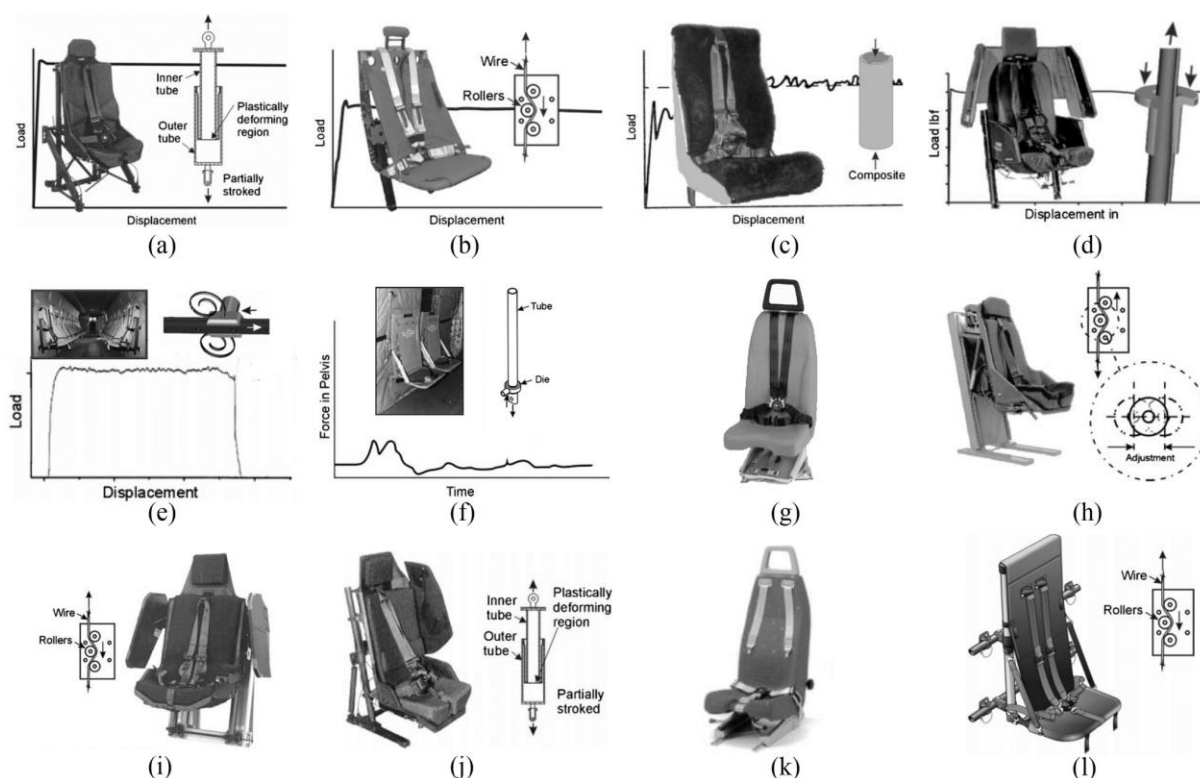 Load
Inner
tube
Plastically
deforming
region
Outer
tube
Partially
stroked
Displacement
(a)
Load
Wire
Rollers
Displacement
(b)
Load
Composite
Displacement
(c)
Load lbf
Displacement in
(d)
Load
Displacement
(e)
Force in Pelvis
Tube
Die
Time
(f)
(g)
Adjustment
(h)
Wire
Rollers
(i)
Inner
tube
Outer
tube
Plastically
deforming
region
Partially
stroked
(j)
(k)
Wire
Rollers
(l)